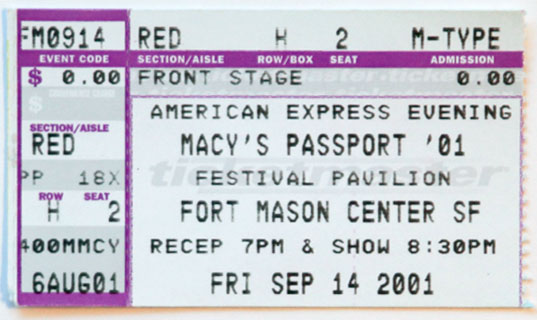 FM0914 RED H 2 M-TYPE
EVENT CODE SECTION/AISLE ROW/BOX SEAT ADMISSION
$ 0.00 FRONT STAGE 0.00
AMERICAN EXPRESS EVENING
SECTION/AISLE
RED MACY'S PASSPORT '01
PP 18X FESTIVAL PAVILION
ticketmaster
ROW SEAT
H 2 FORT MASON CENTER SF
400MMCY RECEP 7PM & SHOW 8:30PM
6AUG01 FRI SEP 14 2001